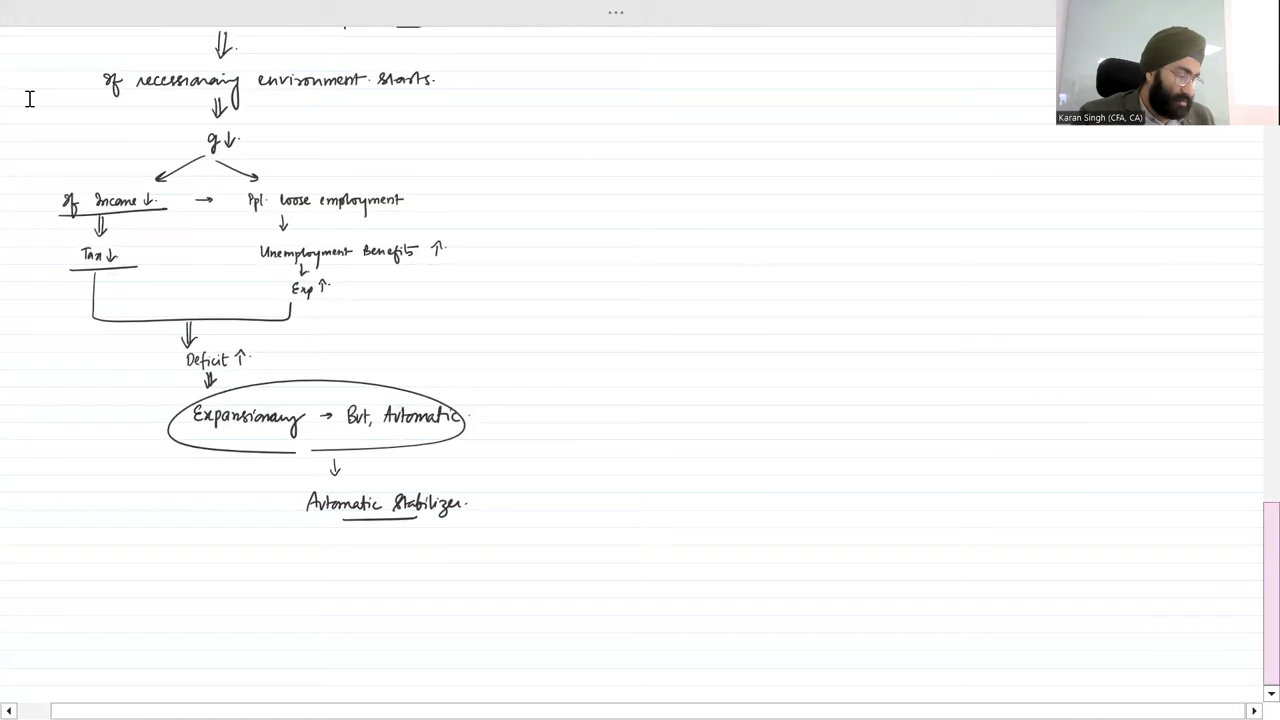 If recessionary environment starts.
g↓.
If Income ↓. → Ppl. loose employment
Tax↓ Unemployment Benefits ↑.
Exp↑.
Deficit ↑.
Expansionary → But, Automatic.
Automatic Stabilizer.
Karan Singh (CFA, CA)